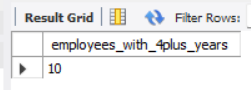 Result Grid Filter Rows:
employees_with_4plus_years
10